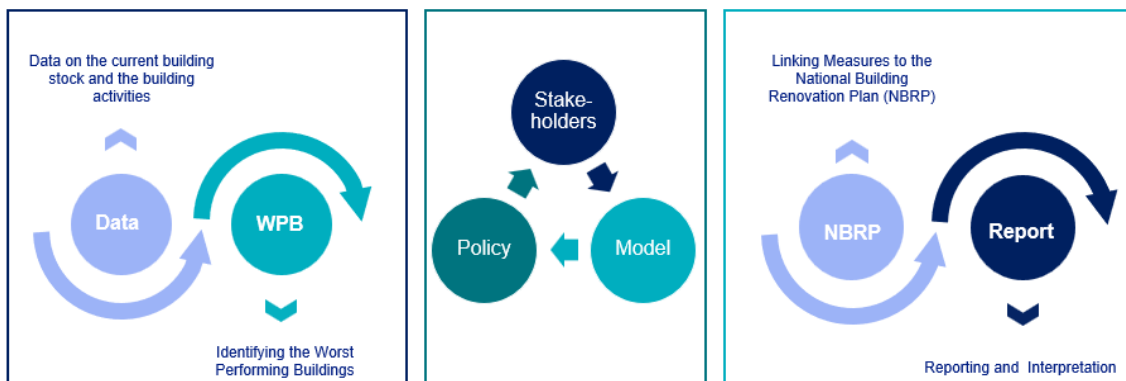 Data on the current building
stock and the building
activities
Data
WPB
Identifying the Worst
Performing Buildings
Stake-
holders
Policy
Model
Linking Measures to the
National Building
Renovation Plan (NBRP)
NBRP
Report
Reporting and Interpretation